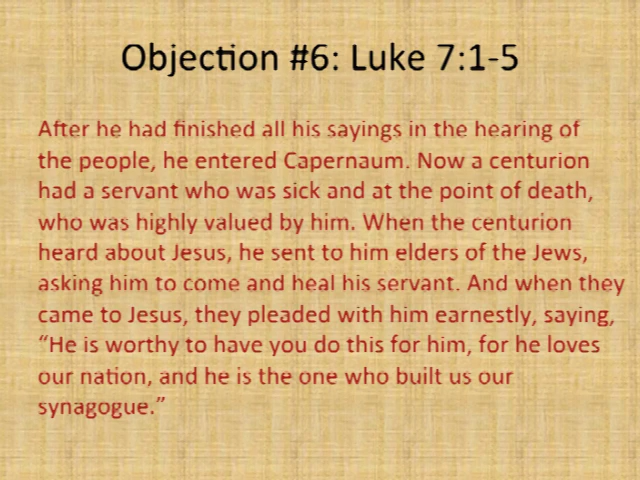 Objection #6: Luke 7:1-5
After he had finished all his sayings in the hearing of
the people, he entered Capernaum. Now a centurion
had a servant who was sick and at the point of death,
who was highly valued by him. When the centurion
heard about Jesus, he sent to him elders of the Jews,
asking him to come and heal his servant. And when they
came to Jesus, they pleaded with him earnestly, saying,
“He is worthy to have you do this for him, for he loves
our nation, and he is the one who built us our
synagogue.”